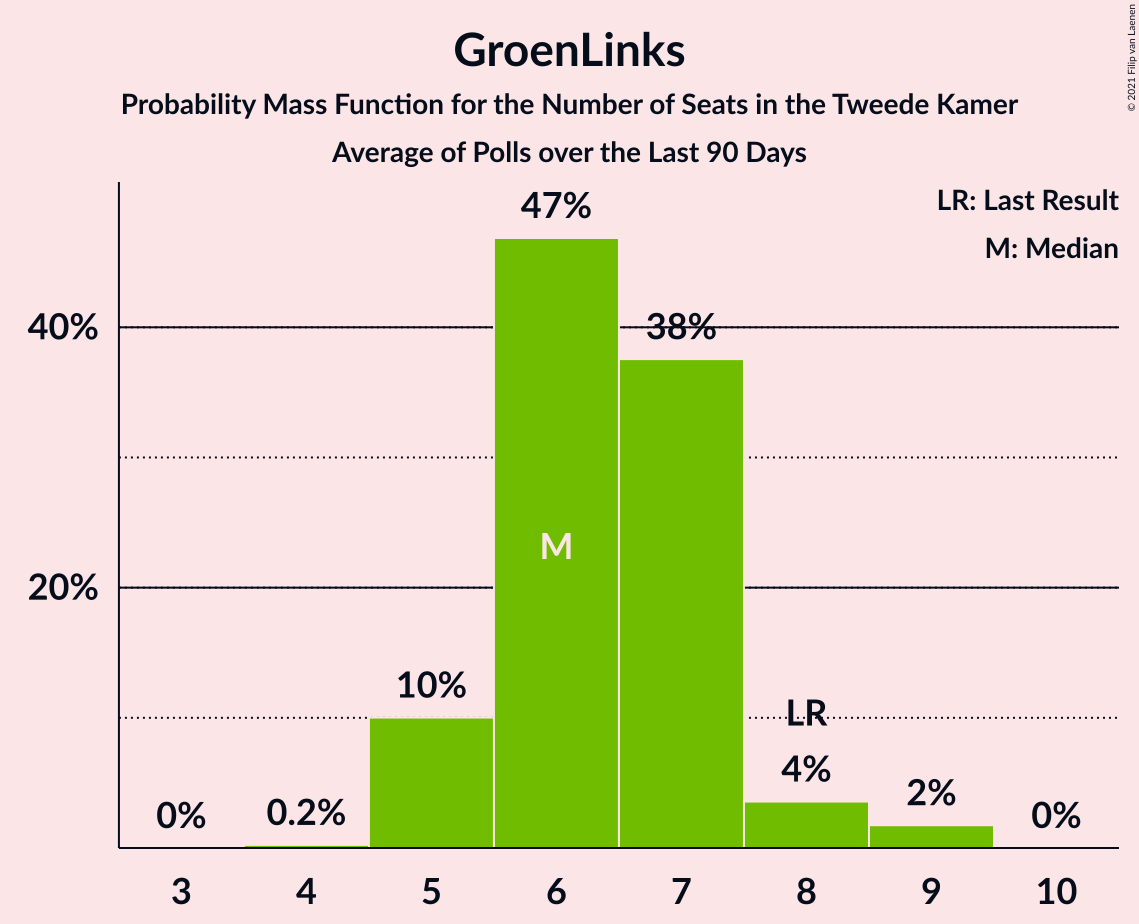 GroenLinks
Probability Mass Function for the Number of Seats in the Tweede Kamer
Average of Polls over the Last 90 Days
© 2021 Filip van Laenen
LR: Last Result
M: Median
47%
40%
38%
M
20%
10%
LR
4%
2%
0%
0.2%
0%
3 4 5 6 7 8 9 10